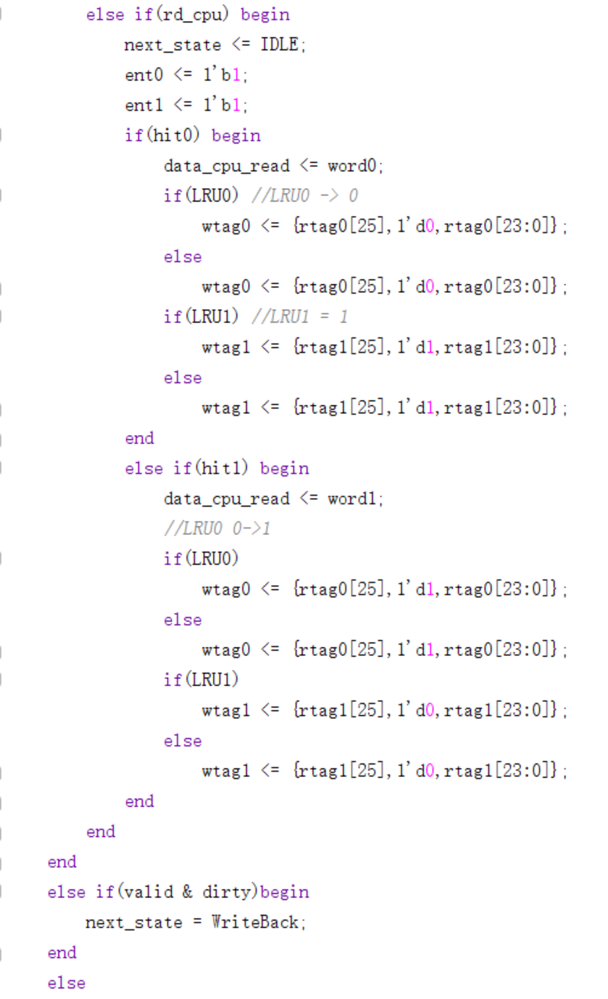 else if(rd_cpu) begin
next_state <= IDLE;
ent0 <= 1'b1;
ent1 <= 1'b1;
if(hit0) begin
data_cpu_read <= word0;
if(LRU0) //LRU0 -> 0
wtag0 <= {rtag0[25],1'd0,rtag0[23:0]};
else
wtag0 <= {rtag0[25],1'd0,rtag0[23:0]};
if(LRU1) //LRU1 = 1
wtag1 <= {rtag1[25],1'd1,rtag1[23:0]};
else
wtag1 <= {rtag1[25],1'd1,rtag1[23:0]};
end
else if(hit1) begin
data_cpu_read <= word1;
//LRU0 0->1
if(LRU0)
wtag0 <= {rtag0[25],1'd1,rtag0[23:0]};
else
wtag0 <= {rtag0[25],1'd1,rtag0[23:0]};
if(LRU1)
wtag1 <= {rtag1[25],1'd0,rtag1[23:0]};
else
wtag1 <= {rtag1[25],1'd0,rtag1[23:0]};
end
end
end
else if(valid & dirty)begin
next_state = WriteBack;
end
else